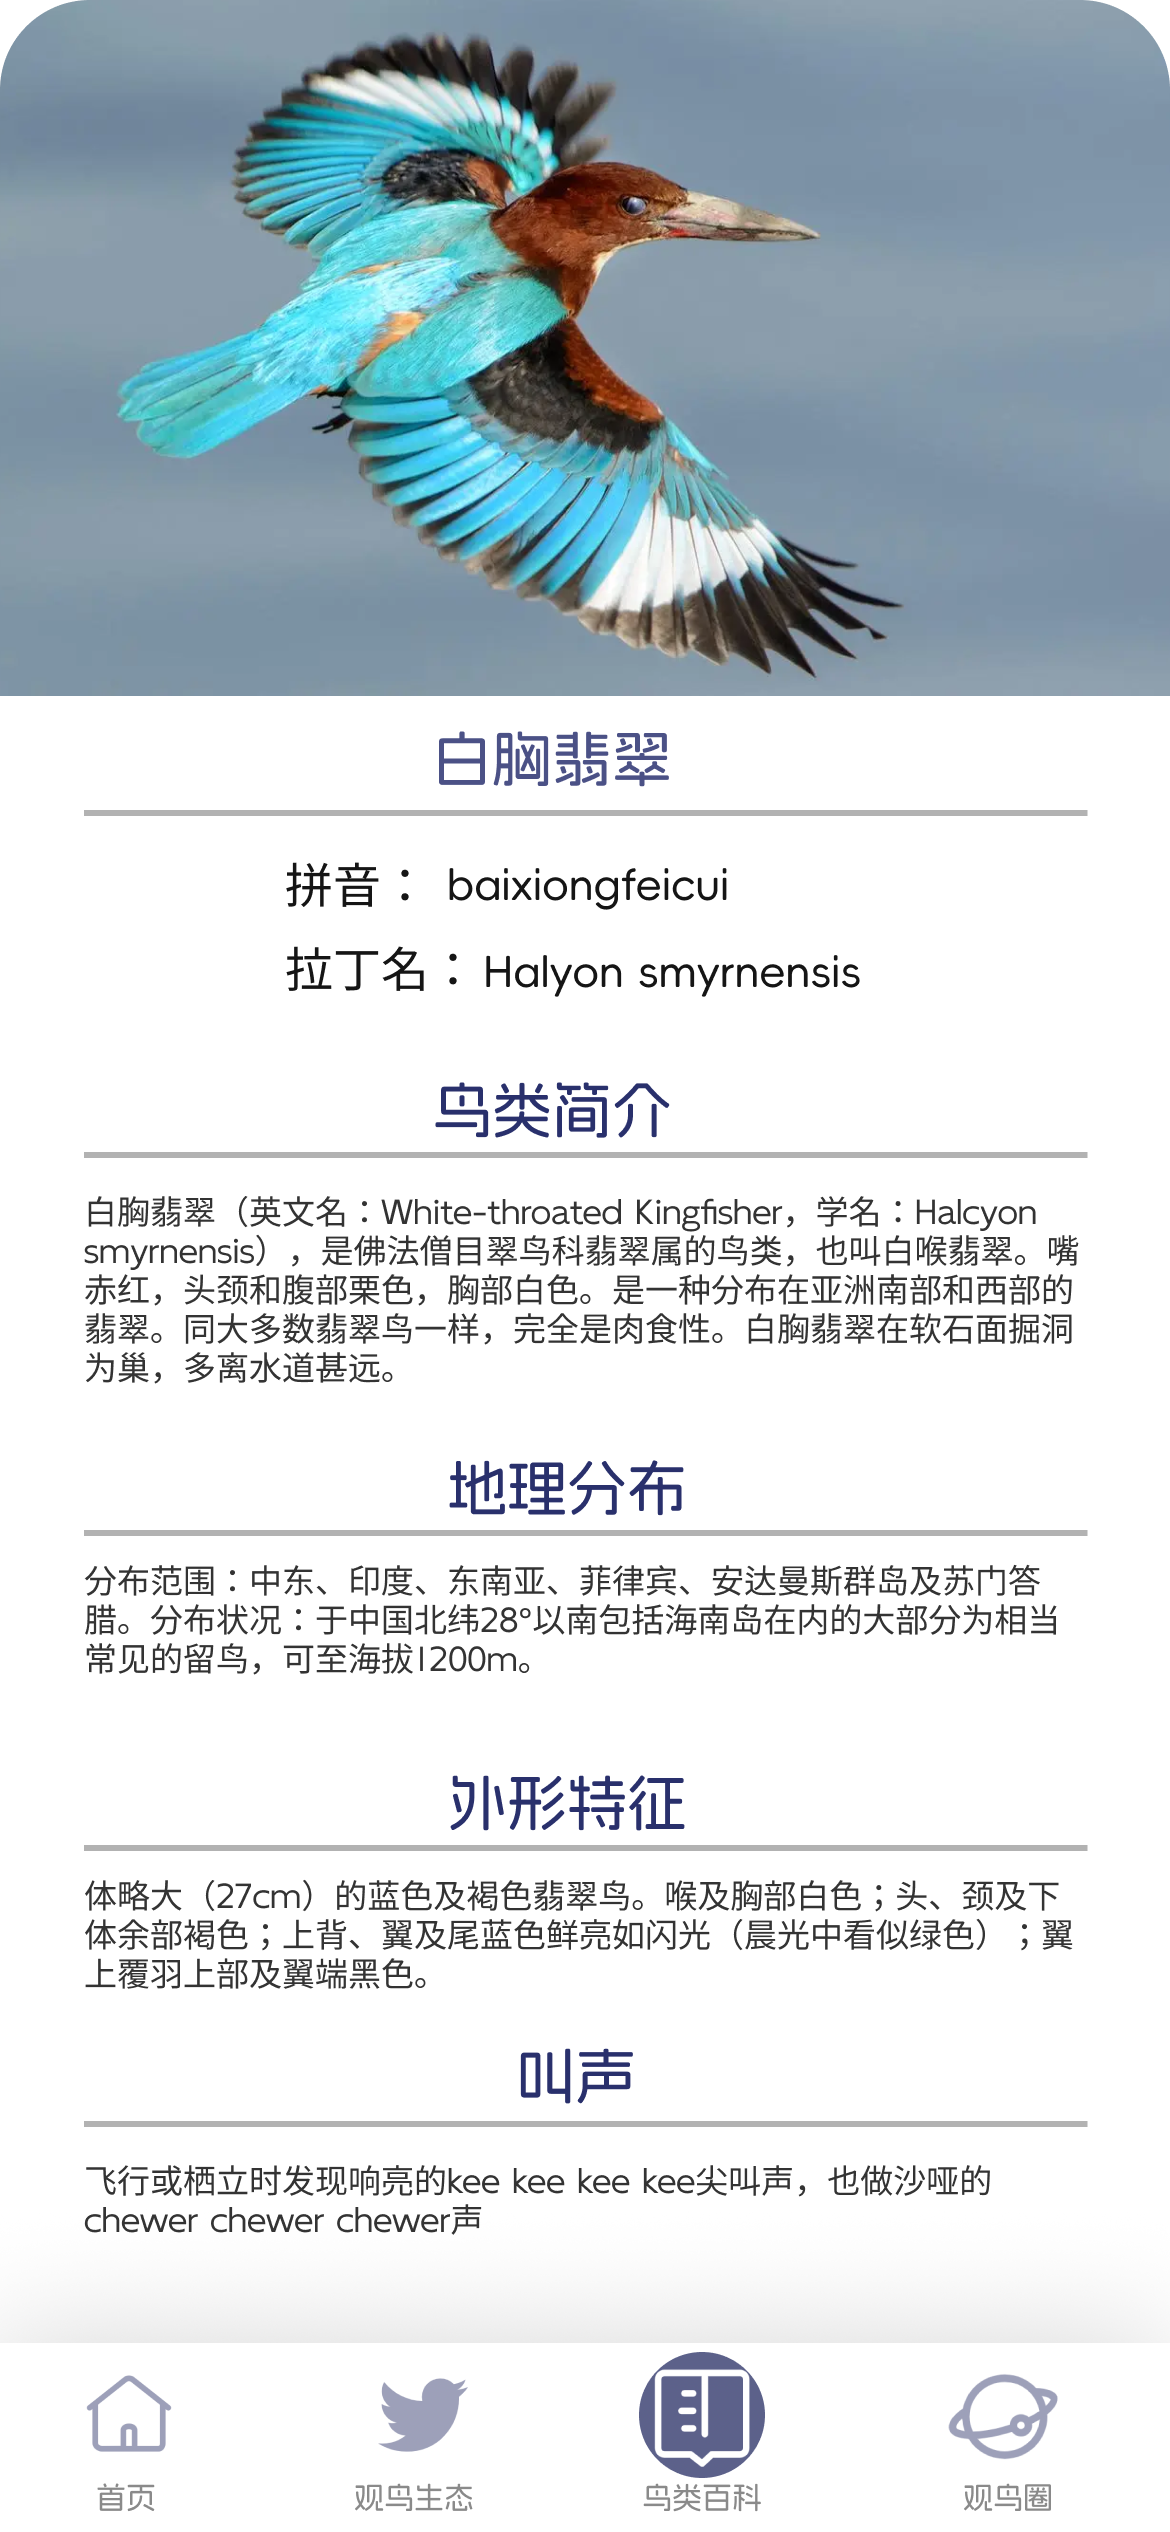 白胸翡翠
拼音： baixiongfeicui
拉丁名：Halyon smyrnensis
鸟类简介
白胸翡翠（英文名：White-throated Kingfisher，学名：Halcyon
smyrnensis），是佛法僧目翠鸟科翡翠属的鸟类，也叫白喉翡翠。嘴
赤红，头颈和腹部栗色，胸部白色。是一种分布在亚洲南部和西部的
翡翠。同大多数翡翠鸟一样，完全是肉食性。白胸翡翠在软石面掘洞
为巢，多离水道甚远。
地理分布
分布范围：中东、印度、东南亚、菲律宾、安达曼斯群岛及苏门答
腊。分布状况：于中国北纬28°以南包括海南岛在内的大部分为相当
常见的留鸟，可至海拔1200m。
外形特征
体略大（27cm）的蓝色及褐色翡翠鸟。喉及胸部白色；头、颈及下
体余部褐色；上背、翼及尾蓝色鲜亮如闪光（晨光中看似绿色）；翼
上覆羽上部及翼端黑色。
叫声
飞行或栖立时发现响亮的kee kee kee kee尖叫声，也做沙哑的
chewer chewer chewer声
首页 观鸟生态 鸟类百科 观鸟圈